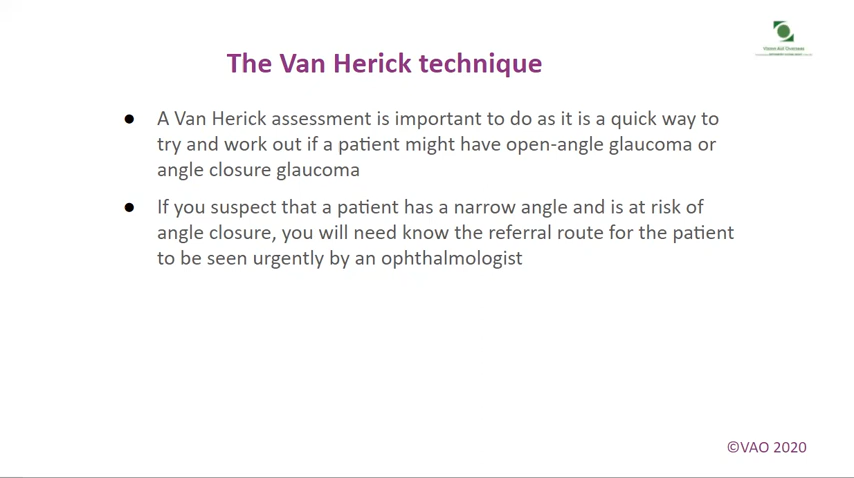 Vision Aid Overseas
The Van Herick technique
● A Van Herick assessment is important to do as it is a quick way to
try and work out if a patient might have open-angle glaucoma or
angle closure glaucoma
● If you suspect that a patient has a narrow angle and is at risk of
angle closure, you will need know the referral route for the patient
to be seen urgently by an ophthalmologist
©VAO 2020